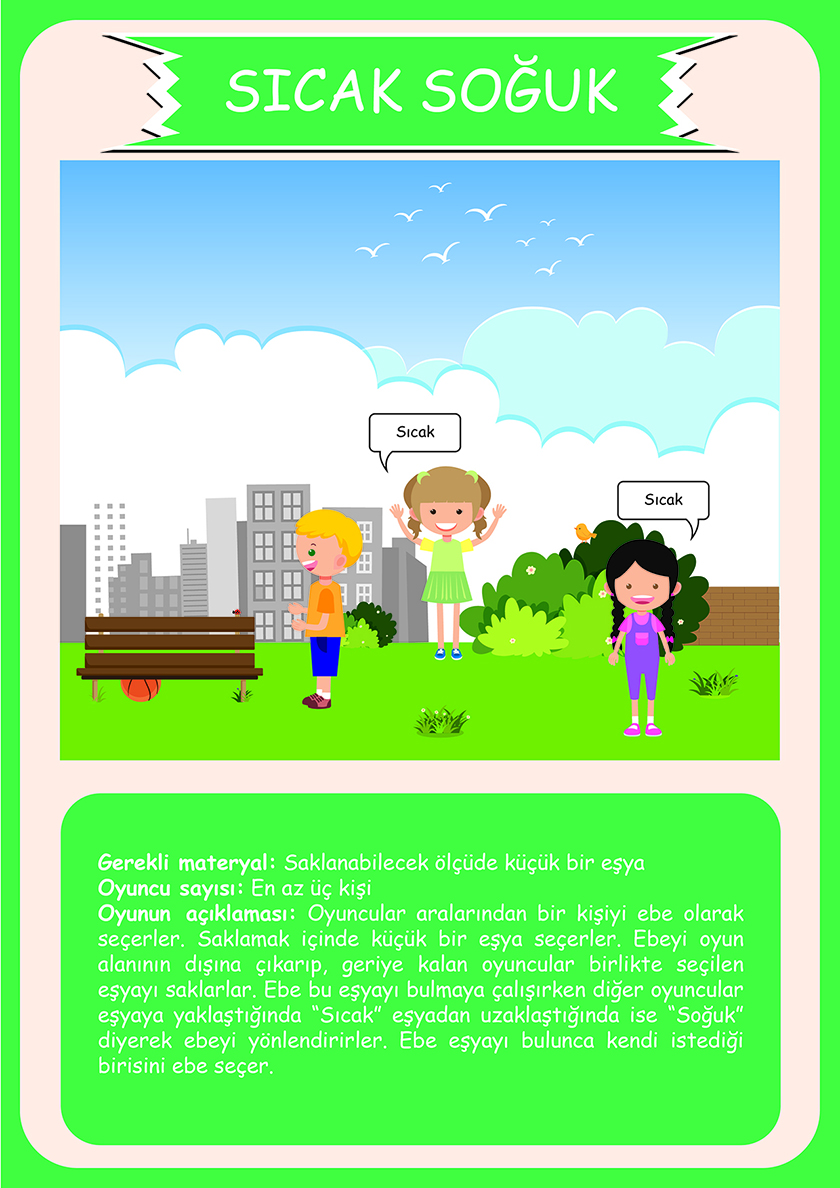 SICAK SOĞUK
Sıcak
Sıcak
Gerekli materyal: Saklanabilecek ölçüde küçük bir eşya
Oyuncu sayısı: En az üç kişi
Oyunun açıklaması: Oyuncular aralarından bir kişiyi ebe olarak
seçerler. Saklamak içinde küçük bir eşya seçerler. Ebeyi oyun
alanının dışına çıkarıp, geriye kalan oyuncular birlikte seçilen
eşyayı saklarlar. Ebe bu eşyayı bulmaya çalışırken diğer oyuncular
eşyaya yaklaştığında “Sıcak” eşyadan uzaklaştığında ise “Soğuk”
diyerek ebeyi yönlendirirler. Ebe eşyayı bulunca kendi istediği
birisini ebe seçer.